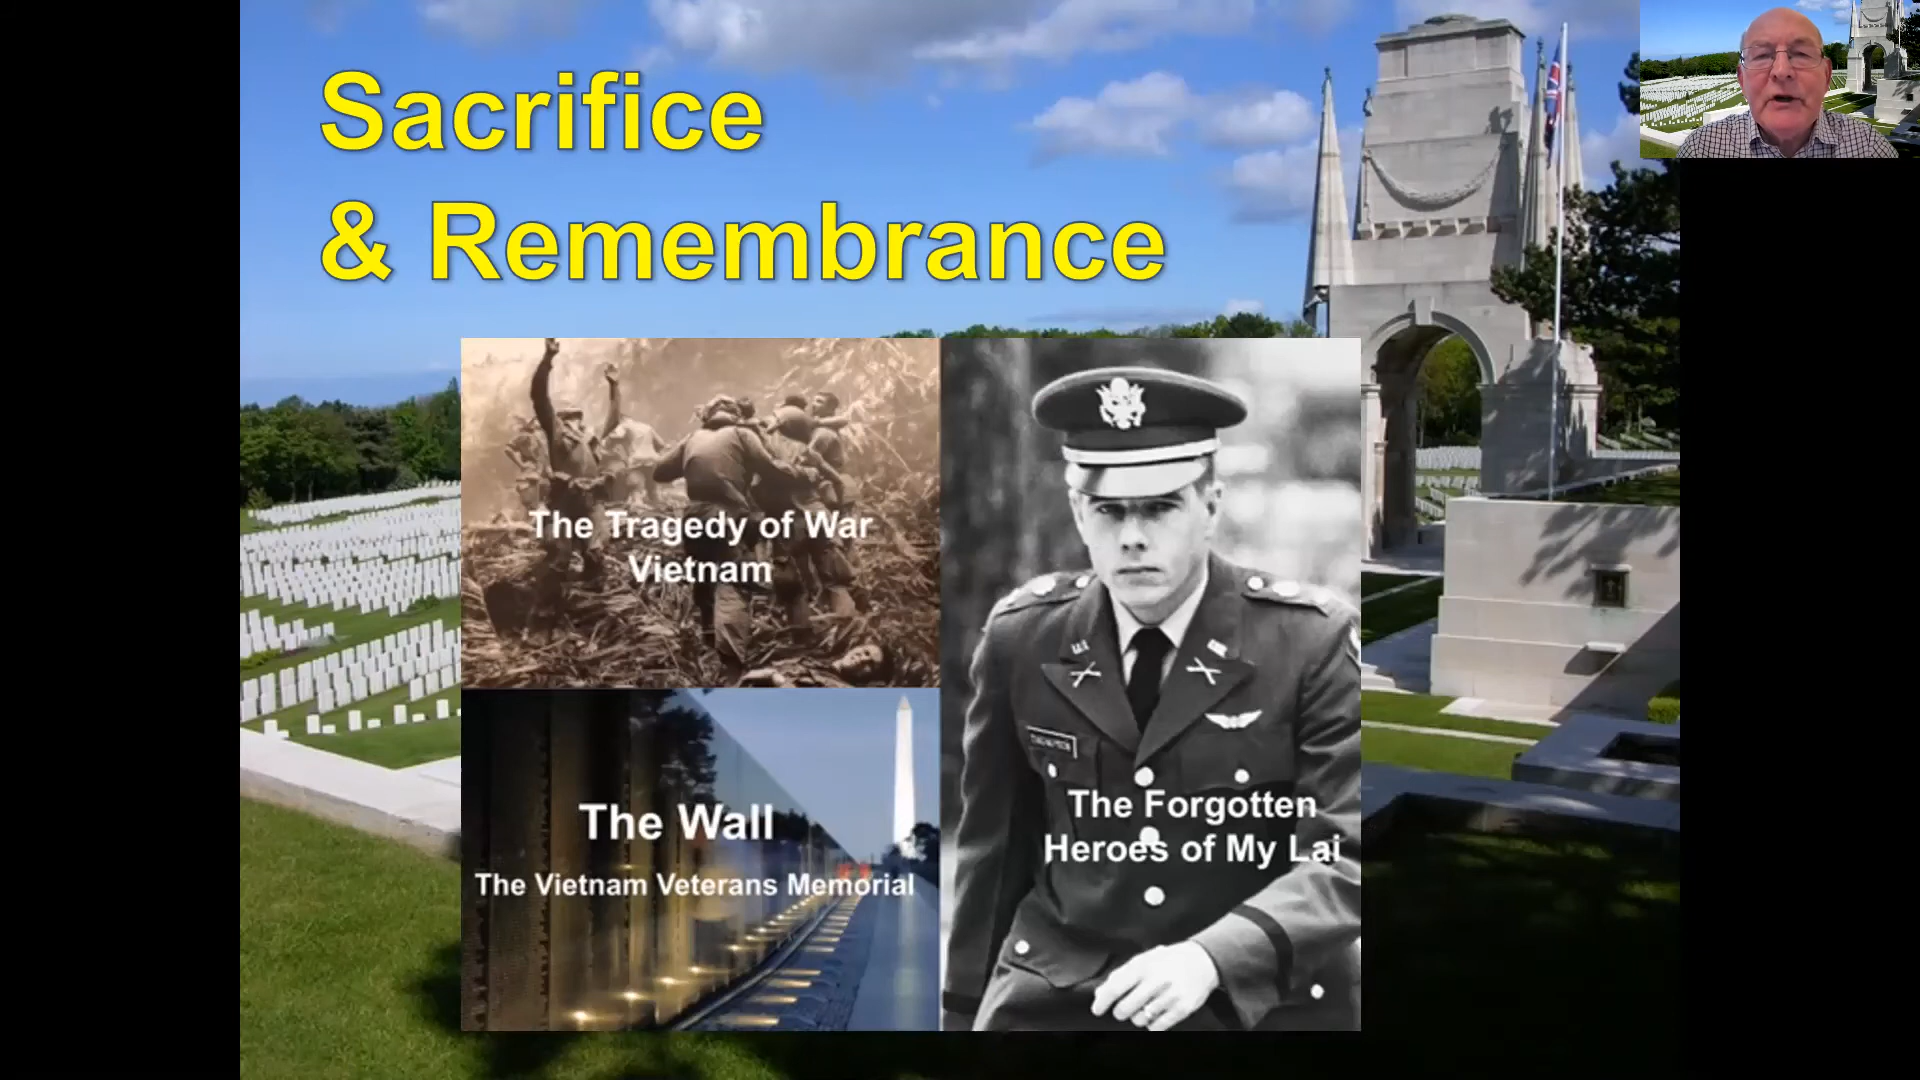 Sacrifice
& Remembrance
The Tragedy of War
Vietnam
The Wall
The Vietnam Veterans Memorial
The Forgotten
Heroes of My Lai